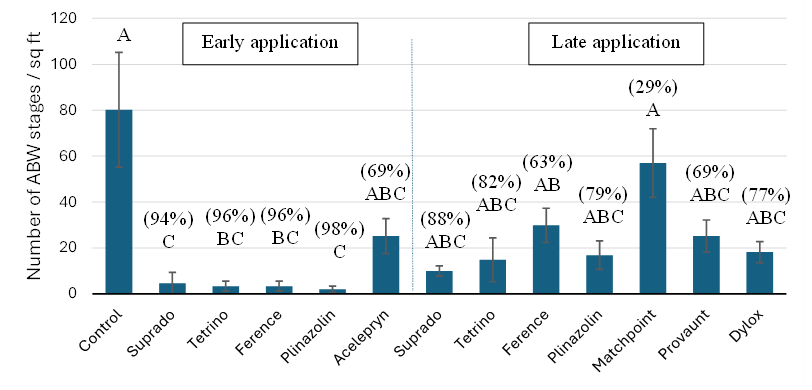 Number of ABW stages / sq ft
120
100
80
60
40
20
0
Early application
Late application
A
(94%)
C
(96%)
BC
(96%)
BC
(98%)
C
(69%)
ABC
(88%)
ABC
(82%)
ABC
(63%)
AB
(79%)
ABC
(29%)
A
(69%)
ABC
(77%)
ABC
Control
Suprado
Tetrino
Ference
Plinazolin
Acelepryn
Suprado
Tetrino
Ference
Plinazolin
Matchpoint
Provaunt
Dylox